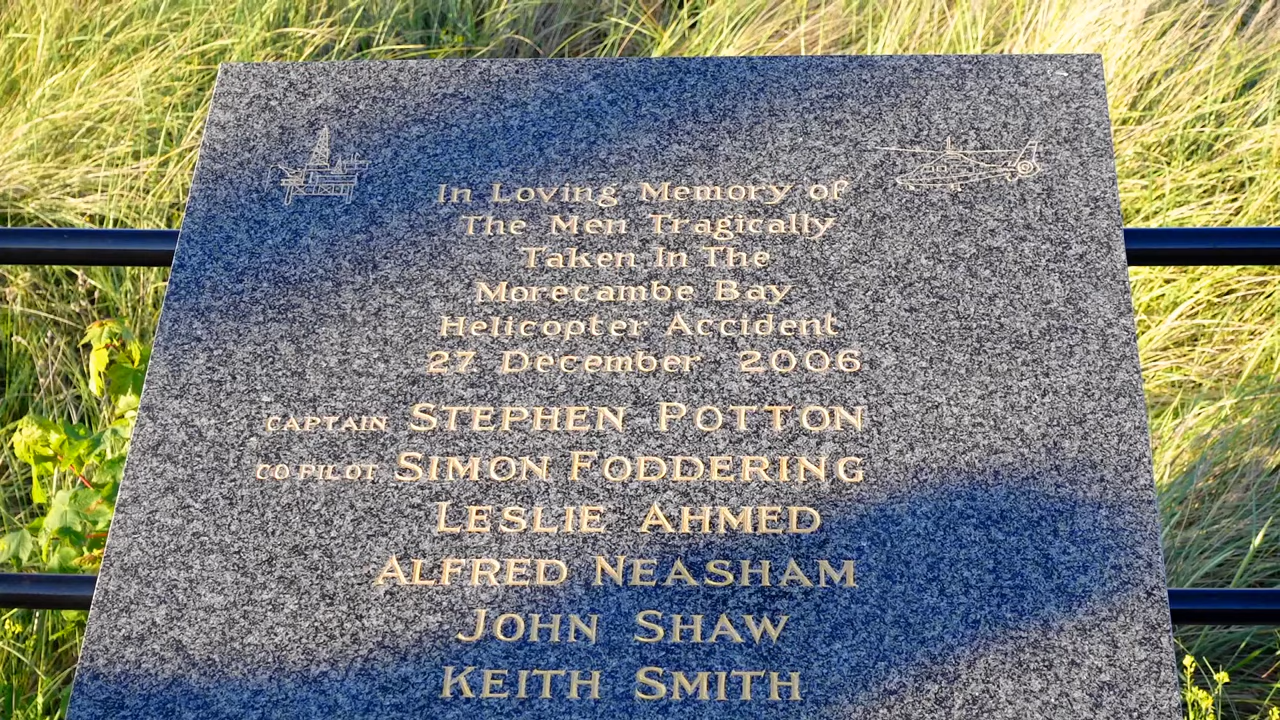 In Loving Memory of
The Men Tragically
Taken In The
Morecambe Bay
Helicopter Accident
27 December 2006
CAPTAIN STEPHEN POTTON
CO PILOT SIMON FODDERING
LESLIE AHMED
ALFRED NEASHAM
JOHN SHAW
KEITH SMITH